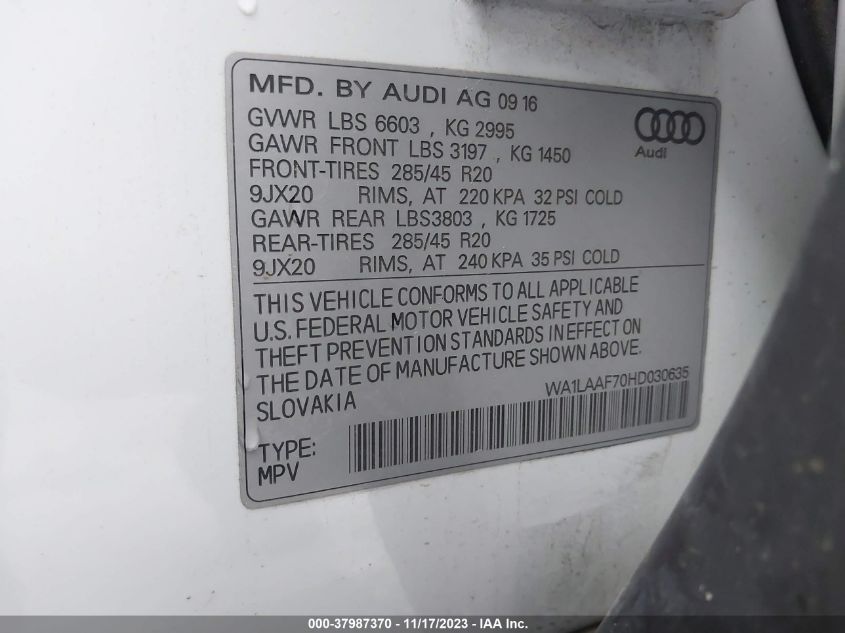 MFD. BY AUDI AG 09 16
GVWR LBS 6603 , KG 2995
GAWR FRONT LBS 3197 , KG 1450
FRONT-TIRES 285/45 R20
9JX20 RIMS, AT 220 KPA 32 PSI COLD
GAWR REAR LBS3803 , KG 1725
REAR-TIRES 285/45 R20
9JX20 RIMS, AT 240 KPA 35 PSI COLD
Audi
THIS VEHICLE CONFORMS TO ALL APPLICABLE
U.S. FEDERAL MOTOR VEHICLE SAFETY AND
THEFT PREVENTION STANDARDS IN EFFECT ON
THE DATE OF MANUFACTURE SHOWN ABOVE.
SLOVAKIA
WA1LAAF70HD030635
TYPE:
MPV
000-37987370 - 11/17/2023 - IAA Inc.